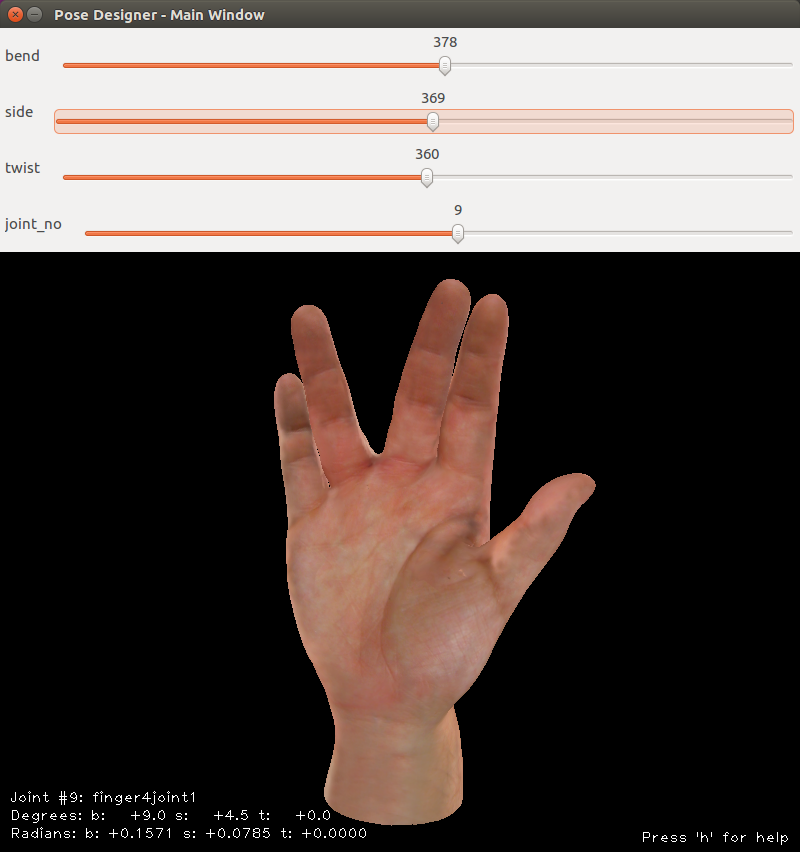 Pose Designer - Main Window
378
bend
369
side
360
twist
9
joint_no
Joint #9: finger4joint1
Degrees: b: +9.0 s: +4.5 t: +0.0
Radians: b: +0.1571 s: +0.0785 t: +0.0000
Press 'h' for help